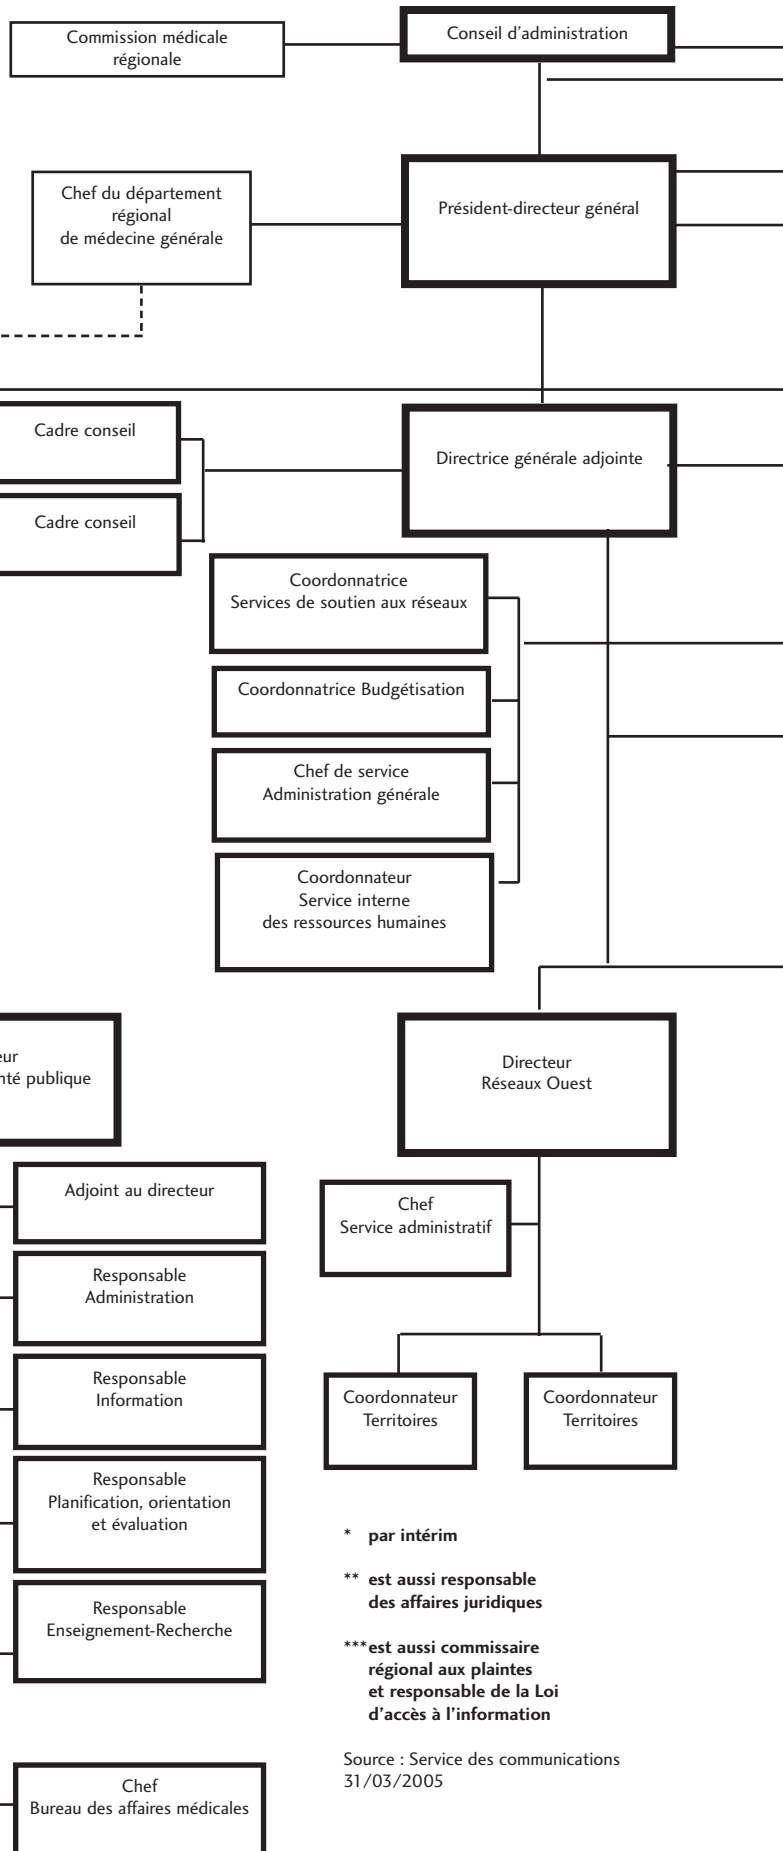 Commission médicale
régionale
Conseil d'administration
Chef du département
régional
de médecine générale
Président-directeur général
Cadre conseil
Directrice générale adjointe
Cadre conseil
Coordonnatrice
Services de soutien aux réseaux
Coordonnatrice Budgétisation
Chef de service
Administration générale
Coordonnateur
Service interne
des ressources humaines
publique
Directeur
Réseaux Ouest
Adjoint au directeur
Chef
Service administratif
Responsable
Administration
Responsable
Information
Coordonnateur
Territoires
Coordonnateur
Territoires
Responsable
Planification, orientation
et évaluation
Responsable
Enseignement-Recherche
* par intérim
** est aussi responsable
des affaires juridiques
***est aussi commissaire
régional aux plaintes
et responsable de la Loi
d'accès à l'information
Source : Service des communications
31/03/2005
Chef
Bureau des affaires médicales